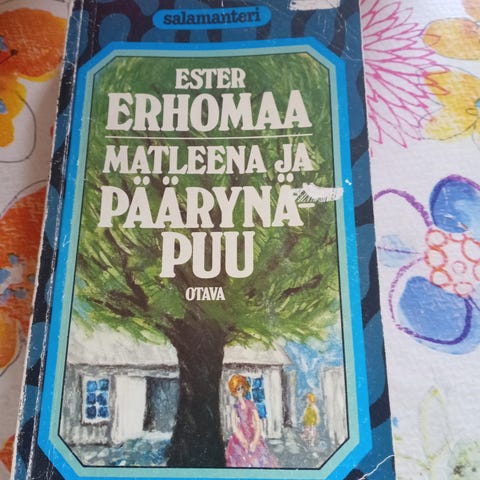 salamanteri
ESTER
ERHOMAA
MATLEENA JA
PÄÄRYNÄ-
PUU
OTAVA